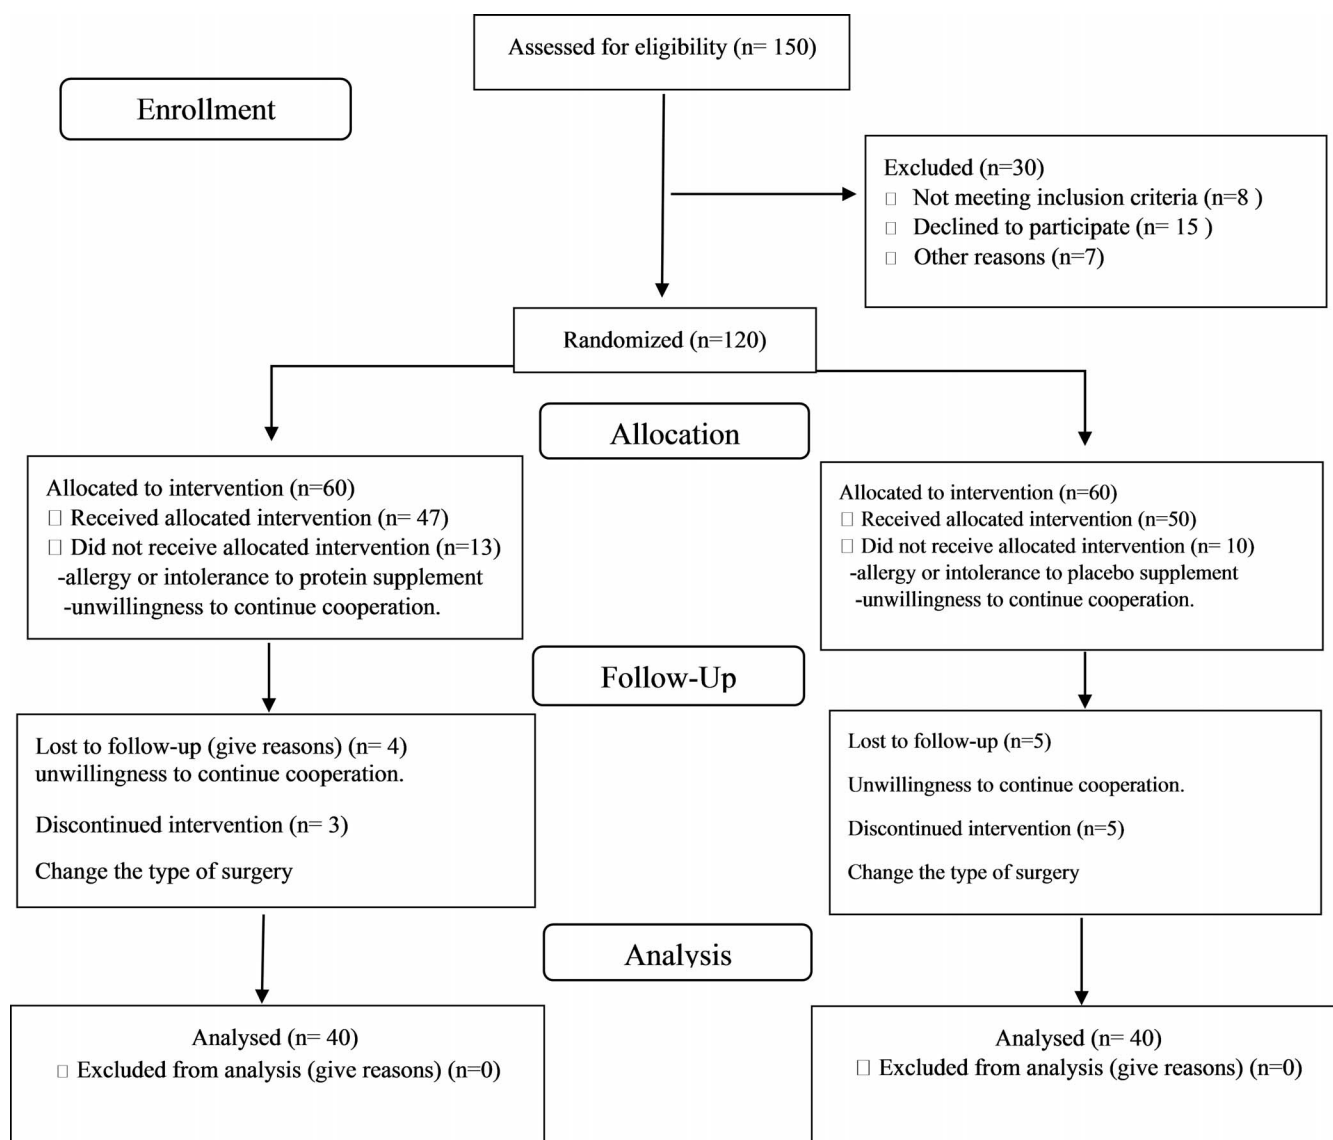 Assessed for eligibility (n= 150)
Enrollment
Excluded (n=30)
□ Not meeting inclusion criteria (n=8 )
□ Declined to participate (n= 15 )
□ Other reasons (n=7)
Randomized (n=120)
Allocation
Allocated to intervention (n=60)
□ Received allocated intervention (n= 47)
□ Did not receive allocated intervention (n=13)
-allergy or intolerance to protein supplement
-unwillingness to continue cooperation.
Allocated to intervention (n=60)
□ Received allocated intervention (n=50)
□ Did not receive allocated intervention (n= 10)
-allergy or intolerance to placebo supplement
-unwillingness to continue cooperation.
Follow-Up
Lost to follow-up (give reasons) (n= 4)
unwillingness to continue cooperation.
Discontinued intervention (n= 3)
Change the type of surgery
Lost to follow-up (n=5)
Unwillingness to continue cooperation.
Discontinued intervention (n=5)
Change the type of surgery
Analysis
Analysed (n= 40)
□ Excluded from analysis (give reasons) (n=0)
Analysed (n= 40)
□ Excluded from analysis (give reasons) (n=0)